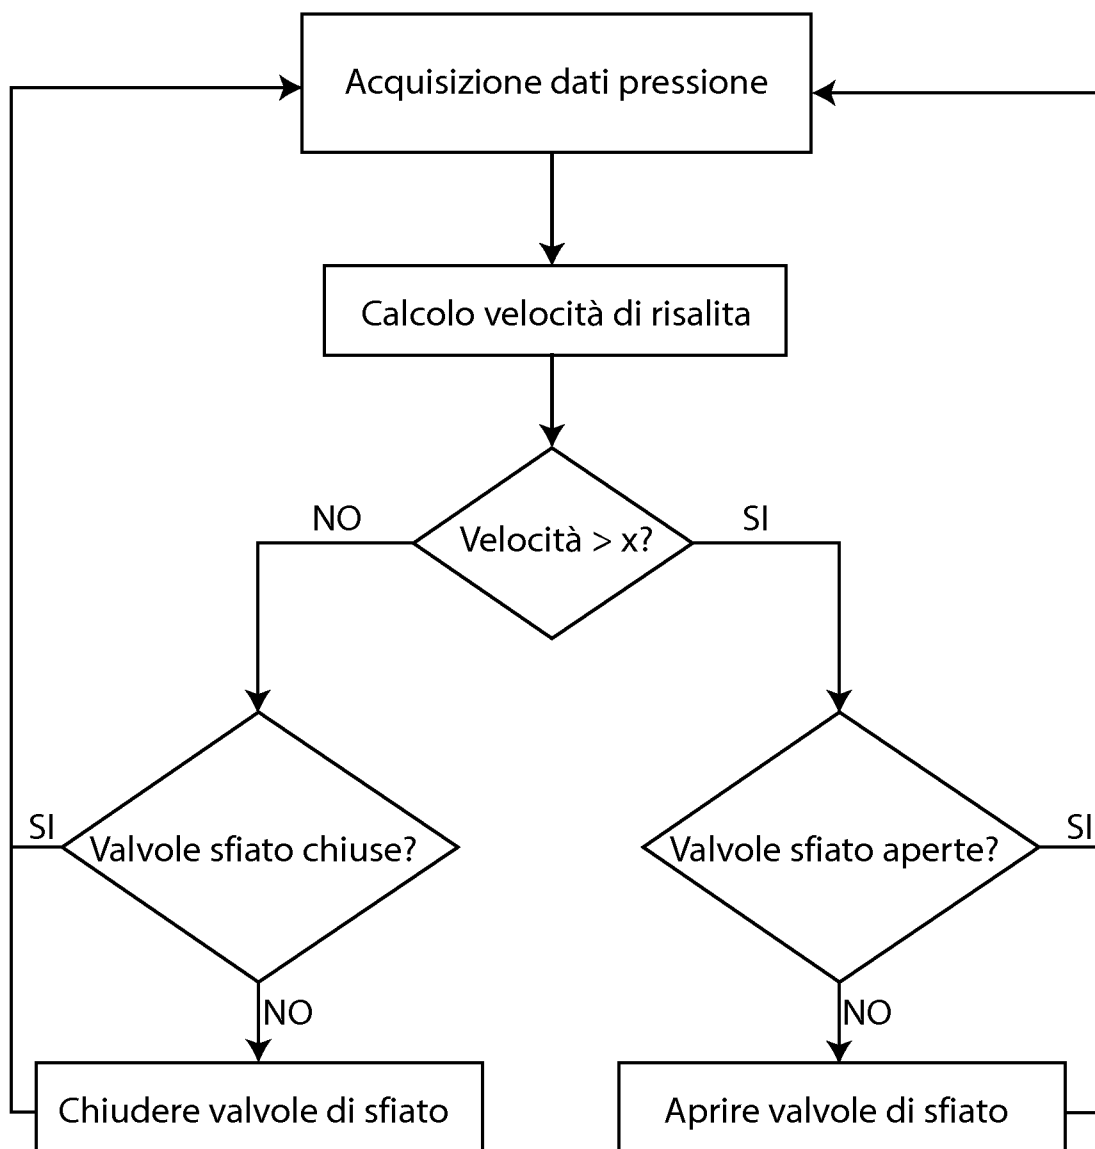 Acquisizione dati pressione
Calcolo velocità di risalita
NO
SI
Velocità > x?
SI
Valvole sfiato chiuse?
Valvole sfiato aperte?
SI
NO
NO
Chiudere valvole di sfiato
Aprire valvole di sfiato